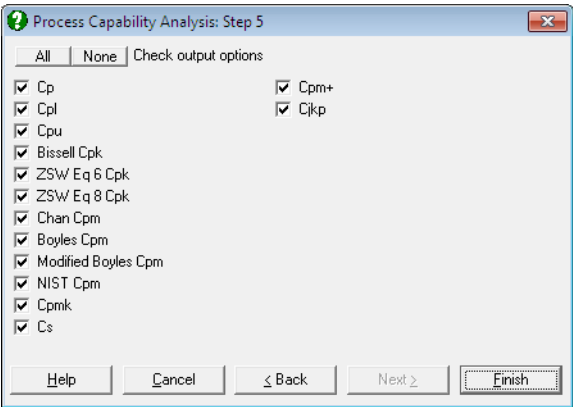 Process Capability Analysis: Step 5
All None Check output options
Cp
Cpl
Cpu
Bissell Cpk
ZSW Eq 6 Cpk
ZSW Eq 8 Cpk
Chan Cpm
Boyles Cpm
Modified Boyles Cpm
NIST Cpm
Cpmk
Cs
Cpm+
Cjkp
Help Cancel < Back Next > Finish